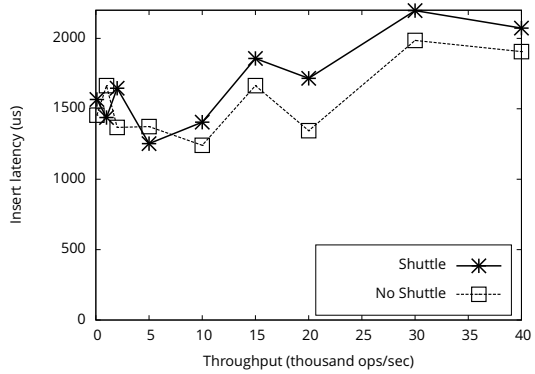 2000
1500
1000
500
0
Insert latency (us)
Shuttle
No Shuttle
0 5 10 15 20 25 30 35 40
Throughput (thousand ops/sec)